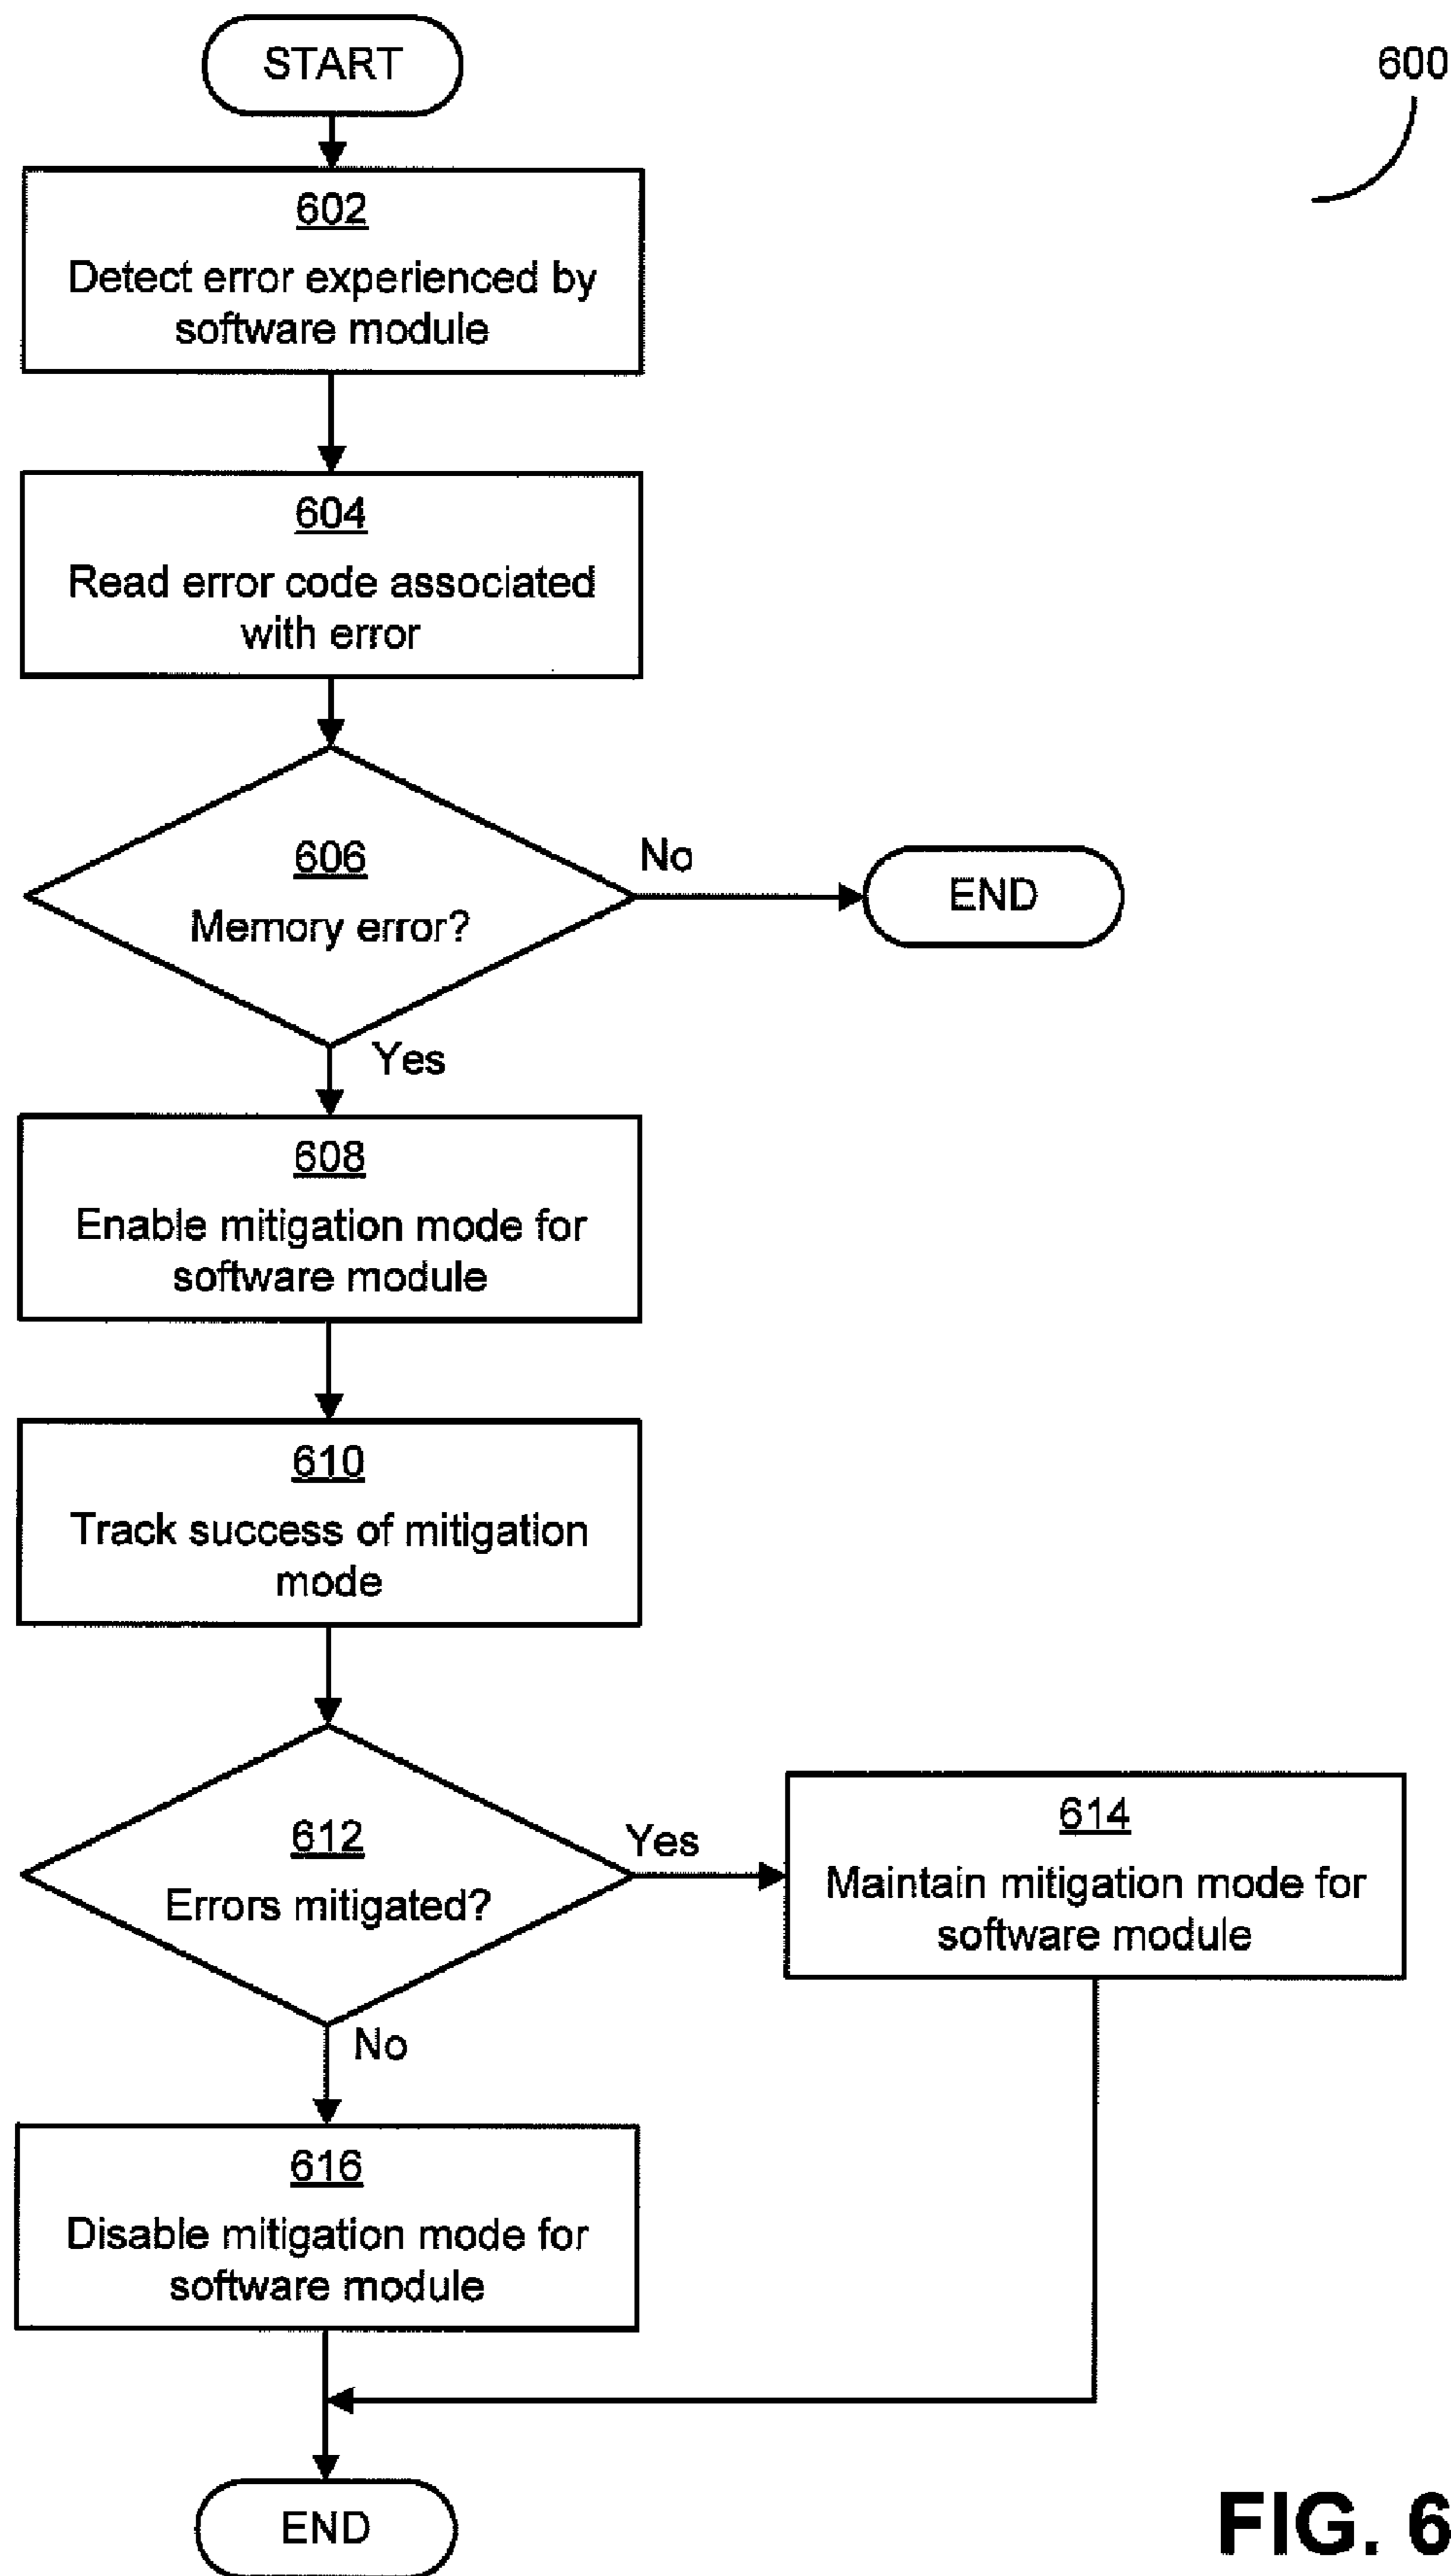 START
600
602
Detect error experienced by
software module
604
Read error code associated
with error
606
Memory error?
No
END
Yes
608
Enable mitigation mode for
software module
610
Track success of mitigation
mode
612
Errors mitigated?
Yes
614
Maintain mitigation mode for
software module
No
616
Disable mitigation mode for
software module
END
FIG. 6